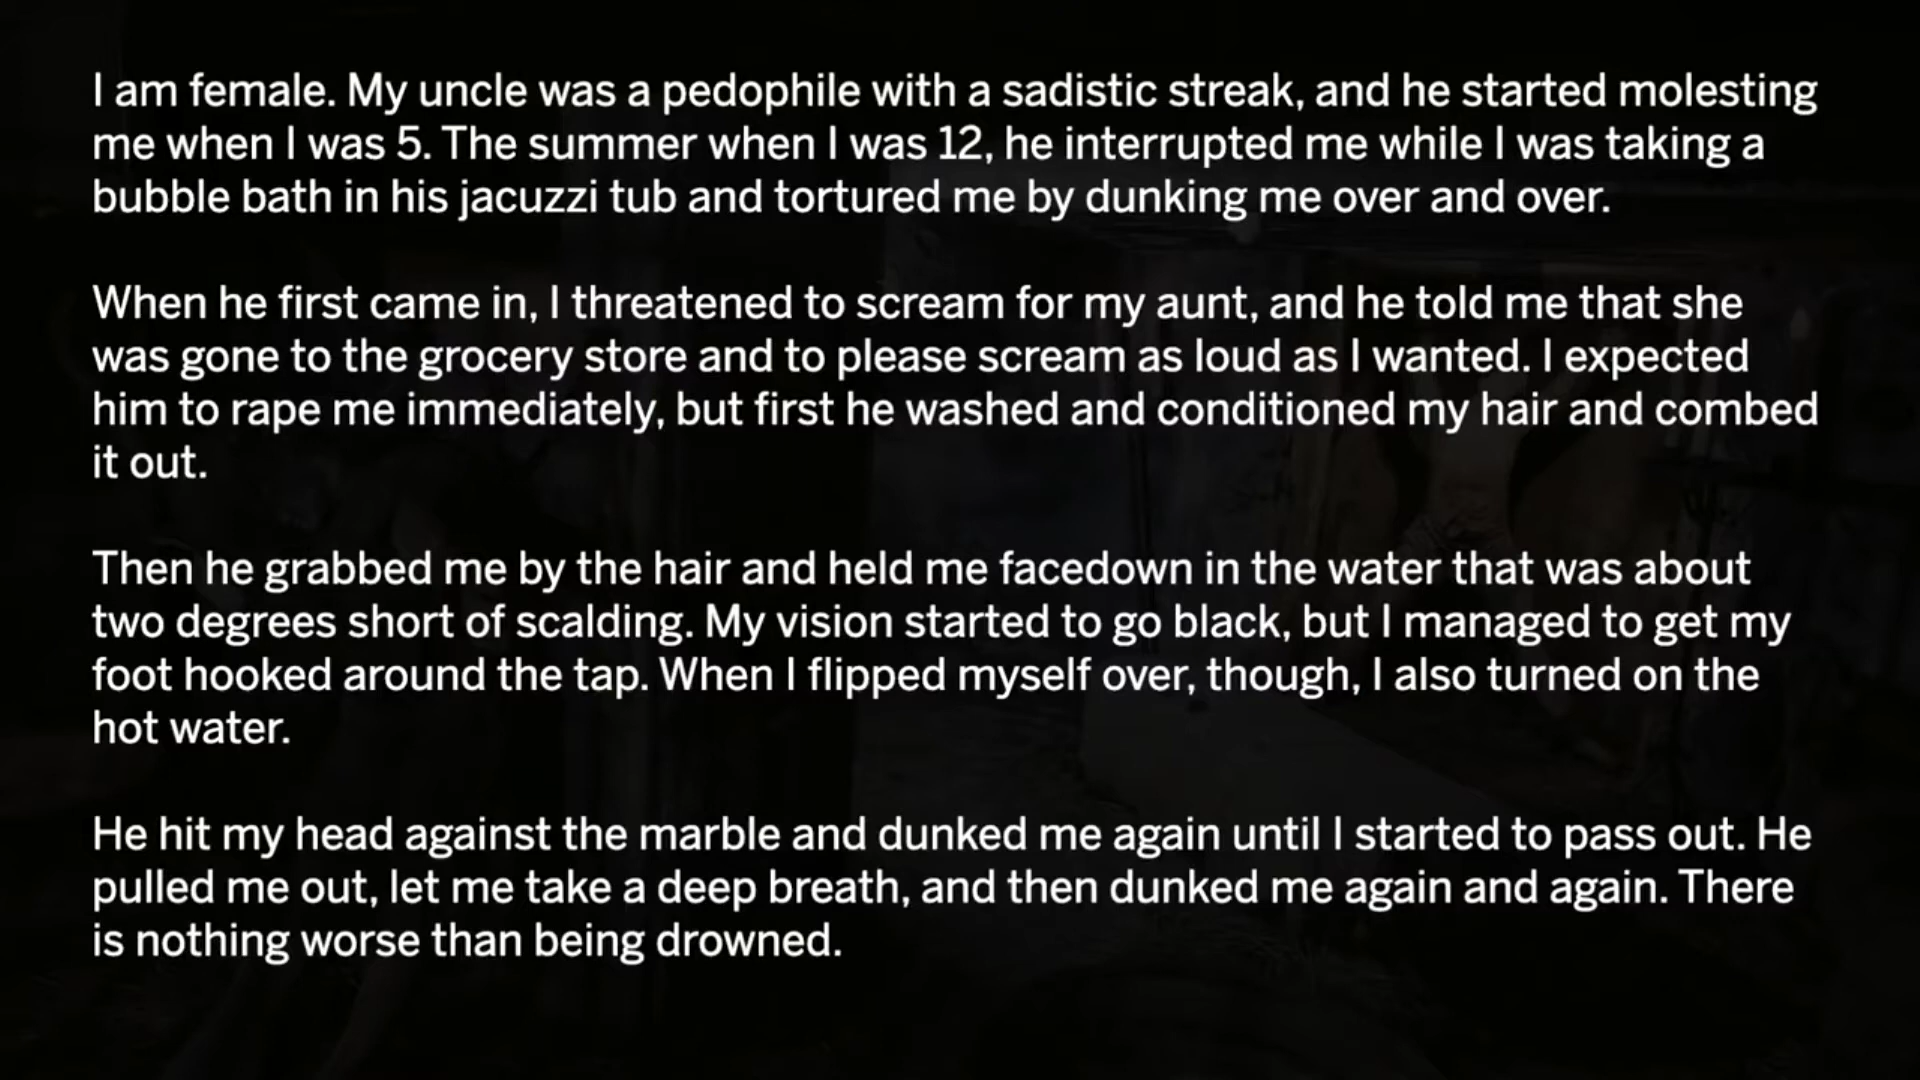 I am female. My uncle was a pedophile with a sadistic streak, and he started molesting
me when I was 5. The summer when I was 12, he interrupted me while I was taking a
bubble bath in his jacuzzi tub and tortured me by dunking me over and over.
When he first came in, I threatened to scream for my aunt, and he told me that she
was gone to the grocery store and to please scream as loud as I wanted. I expected
him to rape me immediately, but first he washed and conditioned my hair and combed
it out.
Then he grabbed me by the hair and held me facedown in the water that was about
two degrees short of scalding. My vision started to go black, but I managed to get my
foot hooked around the tap. When I flipped myself over, though, I also turned on the
hot water.
He hit my head against the marble and dunked me again until I started to pass out. He
pulled me out, let me take a deep breath, and then dunked me again and again. There
is nothing worse than being drowned.